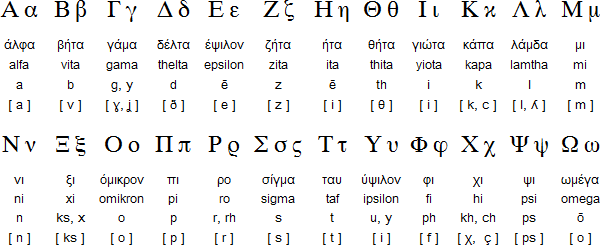 Α α Β β Γ γ Δ δ Ε ε Ζ ζ Η η Θ θ Ι ι Κ κ Λ λ Μ μ
άλφα βήτα γάμα δέλτα έψιλον ζήτα ήτα θήτα γιώτα κάπα λάμδα μι
alfa vita gama thelta epsilon zita ita thita yiota kapa lamtha mi
a b g, y d ē z ē th i k l m
[ a ] [ v ] [ ɣ, ʝ ] [ ð ] [ e ] [ z ] [ i ] [ θ ] [ i ] [ k, c ] [ l, ʎ ] [ m ]
Ν ν Ξ ξ Ο ο Π π Ρ ρ Σ σ ς Τ τ Υ υ Φ φ Χ χ Ψ ψ Ω ω
νι ξι όμικρον πι ρο σίγμα ταυ ύψιλον φι χι ψι ωμέγα
ni xi omikron pi ro sigma taf ipsilon fi hi psi omega
n ks, x o p r, rh s t u, y ph kh, ch ps ō
[ n ] [ ks ] [ o ] [ p ] [ r ] [ s ] [ t ] [ i ] [ f ] [ χ, ç ] [ ps ] [ o ]